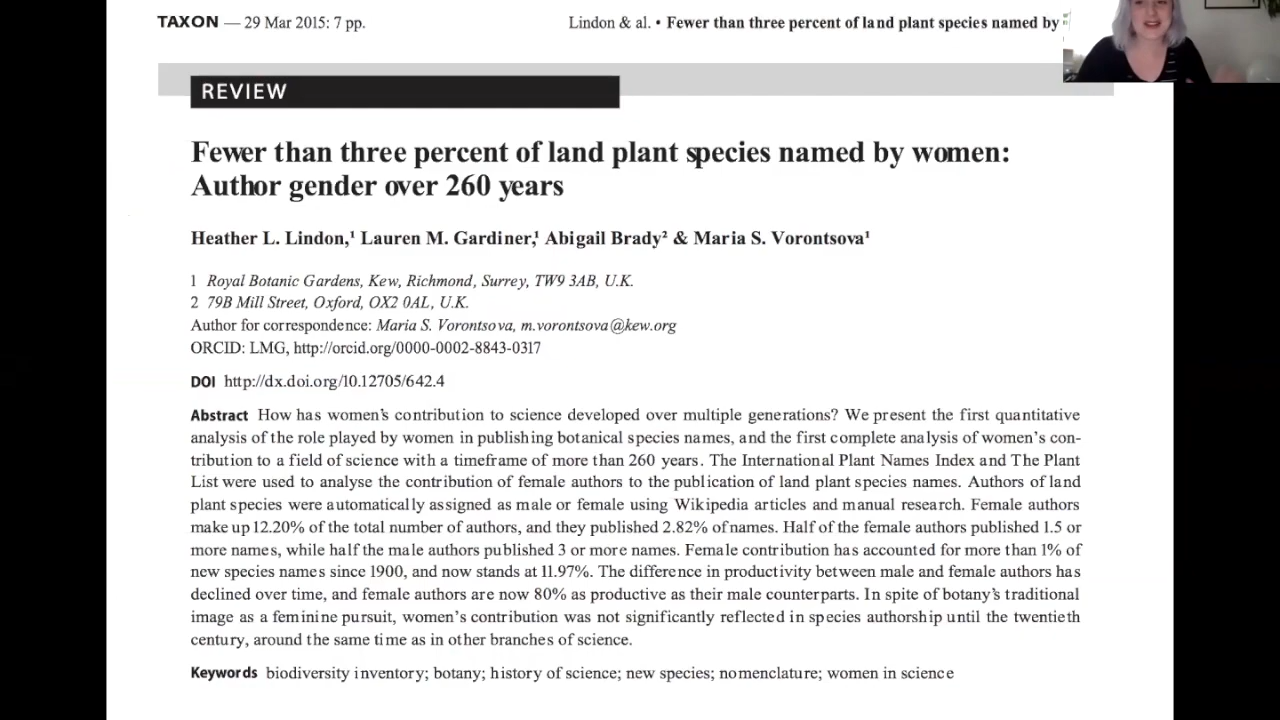 TAXON — 29 Mar 2015: 7 pp.
Lindon & al. • Fewer than three percent of land plant species named by
REVIEW
Fewer than three percent of land plant species named by women:
Author gender over 260 years
Heather L. Lindon,¹ Lauren M. Gardiner,¹ Abigail Brady² & Maria S. Vorontsova¹
1 Royal Botanic Gardens, Kew, Richmond, Surrey, TW9 3AB, U.K.
2 79B Mill Street, Oxford, OX2 0AL, U.K.
Author for correspondence: Maria S. Vorontsova, m.vorontsova@kew.org
ORCID: LMG, http://orcid.org/0000-0002-8843-0317
DOI http://dx.doi.org/10.12705/642.4
Abstract How has women's contribution to science developed over multiple generations? We present the first quantitative
analysis of the role played by women in publishing botanical species names, and the first complete analysis of women's con-
tribution to a field of science with a timeframe of more than 260 years. The International Plant Names Index and The Plant
List were used to analyse the contribution of female authors to the publication of land plant species names. Authors of land
plant species were automatically assigned as male or female using Wikipedia articles and manual research. Female authors
make up 12.20% of the total number of authors, and they published 2.82% of names. Half of the female authors published 1.5 or
more names, while half the male authors published 3 or more names. Female contribution has accounted for more than 1% of
new species names since 1900, and now stands at 11.97%. The difference in productivity between male and female authors has
declined over time, and female authors are now 80% as productive as their male counterparts. In spite of botany's traditional
image as a feminine pursuit, women's contribution was not significantly reflected in species authorship until the twentieth
century, around the same time as in other branches of science.
Keywords biodiversity inventory; botany; history of science; new species; nomenclature; women in science